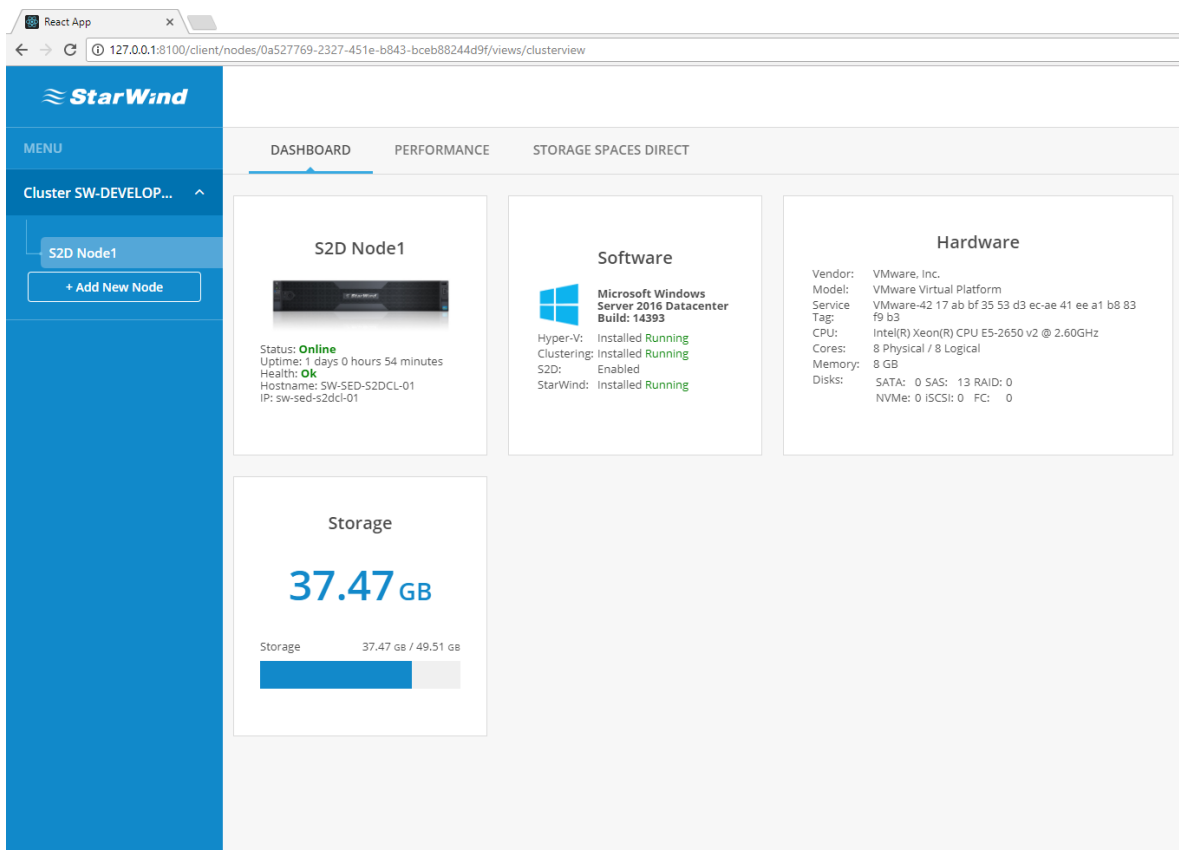 React App
127.0.0.1:8100/client/nodes/0a527769-2327-451e-b843-bceb88244d9f/views/clusterview
StarWind
MENU
Cluster SW-DEVELOP...
S2D Node1
+ Add New Node
DASHBOARD PERFORMANCE STORAGE SPACES DIRECT
S2D Node1
StarWind
Status: Online
Uptime: 1 days 0 hours 54 minutes
Health: Ok
Hostname: SW-SED-S2DCL-01
IP: sw-sed-s2dcl-01
Software
Microsoft Windows
Server 2016 Datacenter
Build: 14393
Hyper-V: Installed Running
Clustering: Installed Running
S2D: Enabled
StarWind: Installed Running
Hardware
Vendor: VMware, Inc.
Model: VMware Virtual Platform
Service Tag: VMware-42 17 ab bf 35 53 d3 ec-ae 41 ee a1 b8 83
f9 b3
CPU: Intel(R) Xeon(R) CPU E5-2650 v2 @ 2.60GHz
Cores: 8 Physical / 8 Logical
Memory: 8 GB
Disks: SATA: 0 SAS: 13 RAID: 0
NVMe: 0 iSCSI: 0 FC: 0
Storage
37.47 GB
Storage 37.47 GB / 49.51 GB